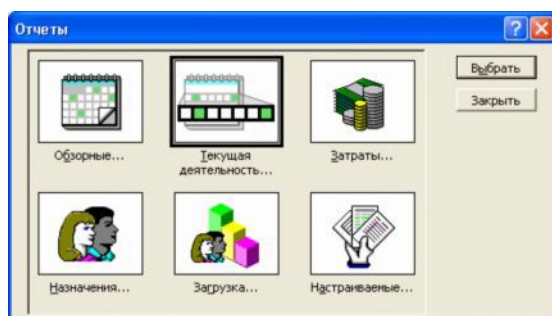 Отчеты
Выбрать
Закрыть
Обзорные...
Текущая
деятельность...
Затраты...
Назначения...
Загрузка...
Настраиваемые...